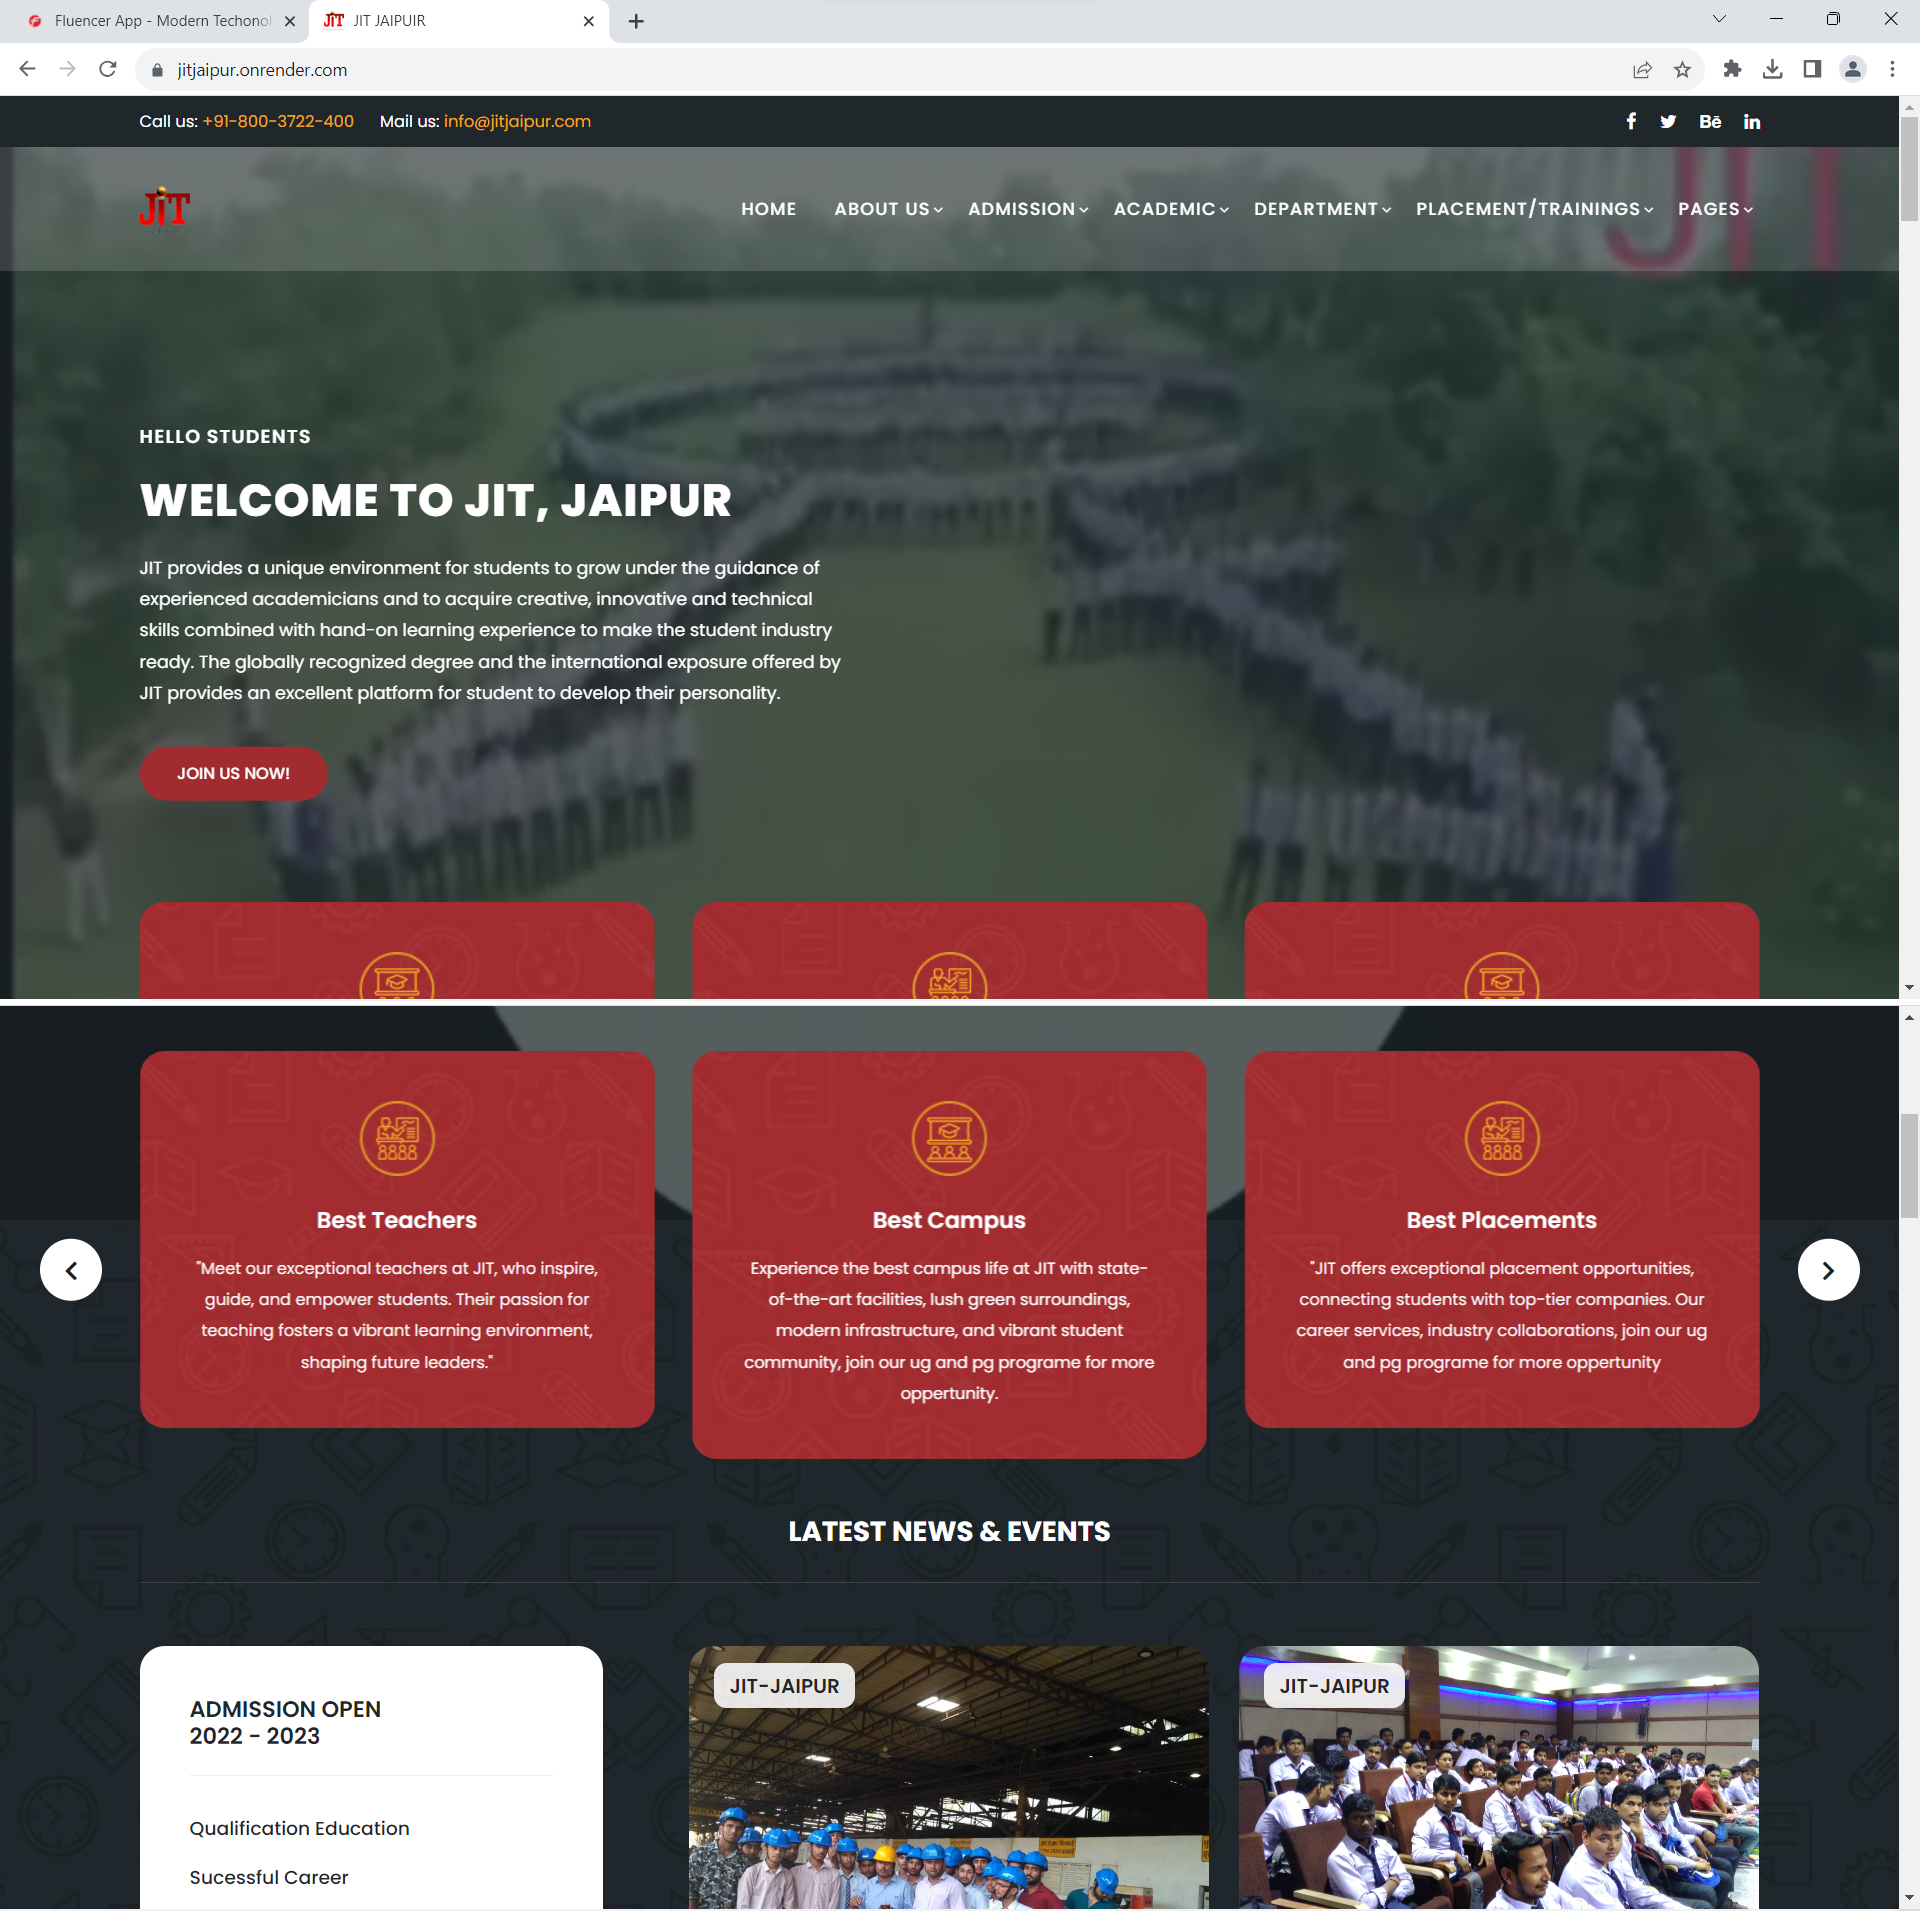 Fluencer App - Modern Techonol
JIT JAIPUIR
jitjaipur.onrender.com
Call us: +91-800-3722-400 Mail us: info@jitjaipur.com
JiT
HOME ABOUT US ADMISSION ACADEMIC DEPARTMENT PLACEMENT/TRAININGS PAGES
JIT
HELLO STUDENTS
WELCOME TO JIT, JAIPUR
JIT provides a unique environment for students to grow under the guidance of
experienced academicians and to acquire creative, innovative and technical
skills combined with hand-on learning experience to make the student industry
ready. The globally recognized degree and the international exposure offered by
JIT provides an excellent platform for student to develop their personality.
JOIN US NOW!
Best Teachers
"Meet our exceptional teachers at JIT, who inspire,
guide, and empower students. Their passion for
teaching fosters a vibrant learning environment,
shaping future leaders."
Best Campus
Experience the best campus life at JIT with state-
of-the-art facilities, lush green surroundings,
modern infrastructure, and vibrant student
community, join our ug and pg programe for more
oppertunity.
Best Placements
"JIT offers exceptional placement opportunities,
connecting students with top-tier companies. Our
career services, industry collaborations, join our ug
and pg programe for more oppertunity
LATEST NEWS & EVENTS
ADMISSION OPEN
2022 - 2023
Qualification Education
Sucessful Career
JIT-JAIPUR
JIT-JAIPUR